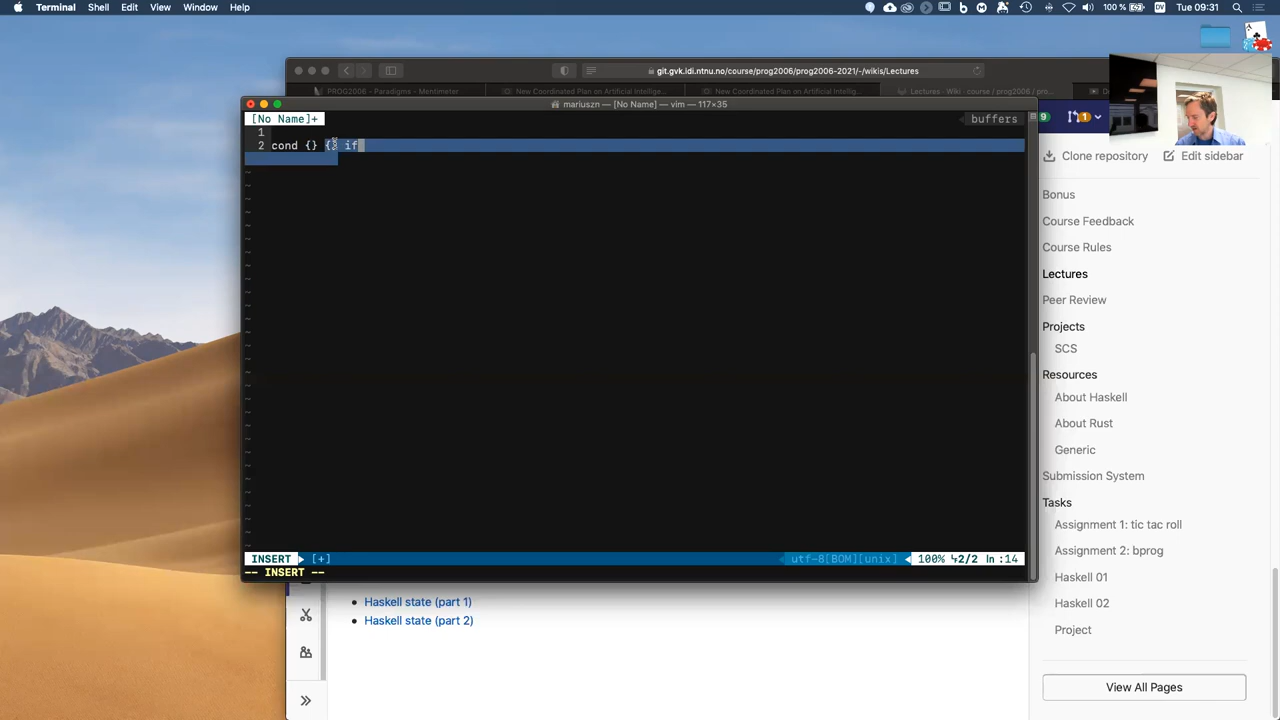 Terminal Shell Edit View Window Help
100% DV Tue 09:31
git.gvk.idi.ntnu.no/course/prog2006/prog2006-2021/-/wikis/Lectures
PROG2006 - Paradigms - Mentimeter
New Coordinated Plan on Artificial Intellige...
New Coordinated Plan on Artificial Intellig...
Lectures · Wiki · course / prog2006 / pro...
mariuszn — [No Name]+ — vim — 117×35
[No Name]+ buffers
1
2 cond {} {} if
INSERT [+] utf-8[BOM][unix] 100% ㏑2/2 ln :14
-- INSERT --
9 1
Clone repository Edit sidebar
Bonus
Course Feedback
Course Rules
Lectures
Peer Review
Projects
SCS
Resources
About Haskell
About Rust
Generic
Submission System
Tasks
Assignment 1: tic tac roll
Assignment 2: bprog
Haskell 01
Haskell 02
Project
View All Pages
Haskell state (part 1)
Haskell state (part 2)